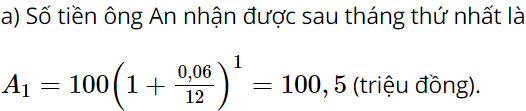 a) Số tiền ông An nhận được sau tháng thứ nhất là
A₁ = 100(1 + 0,06/12)¹ = 100,5 (triệu đồng).